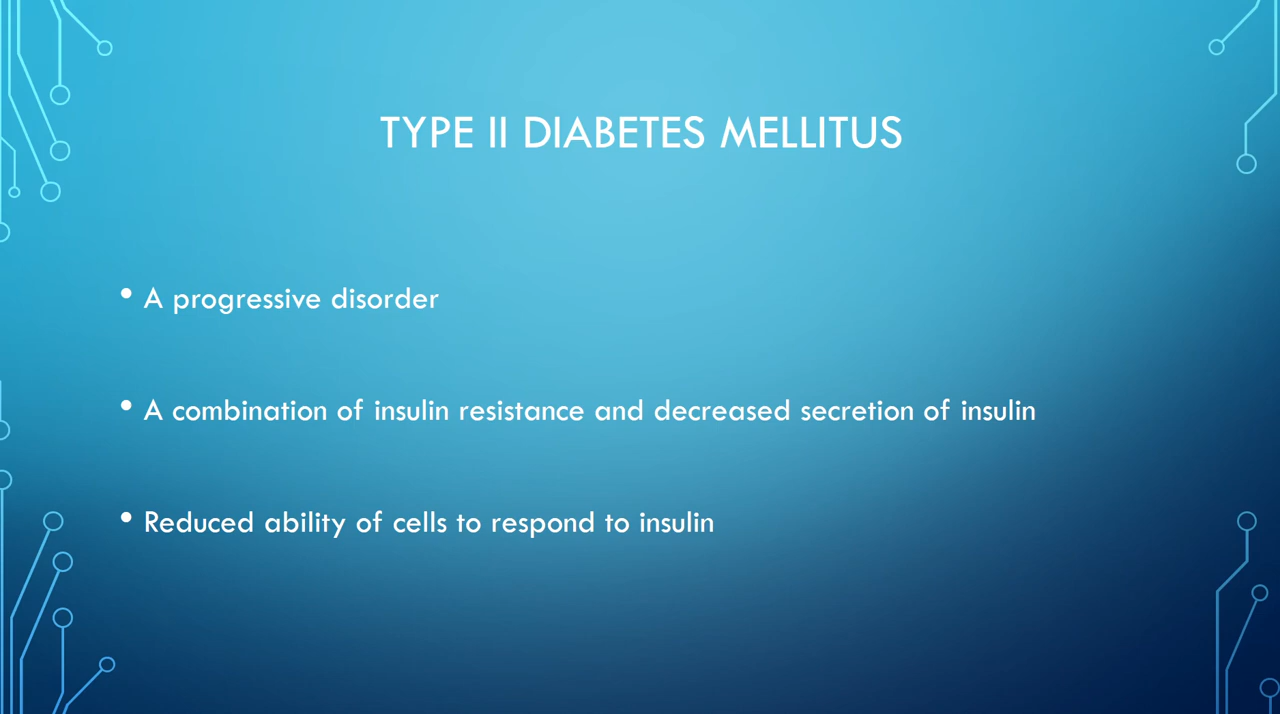 TYPE II DIABETES MELLITUS
• A progressive disorder
• A combination of insulin resistance and decreased secretion of insulin
• Reduced ability of cells to respond to insulin